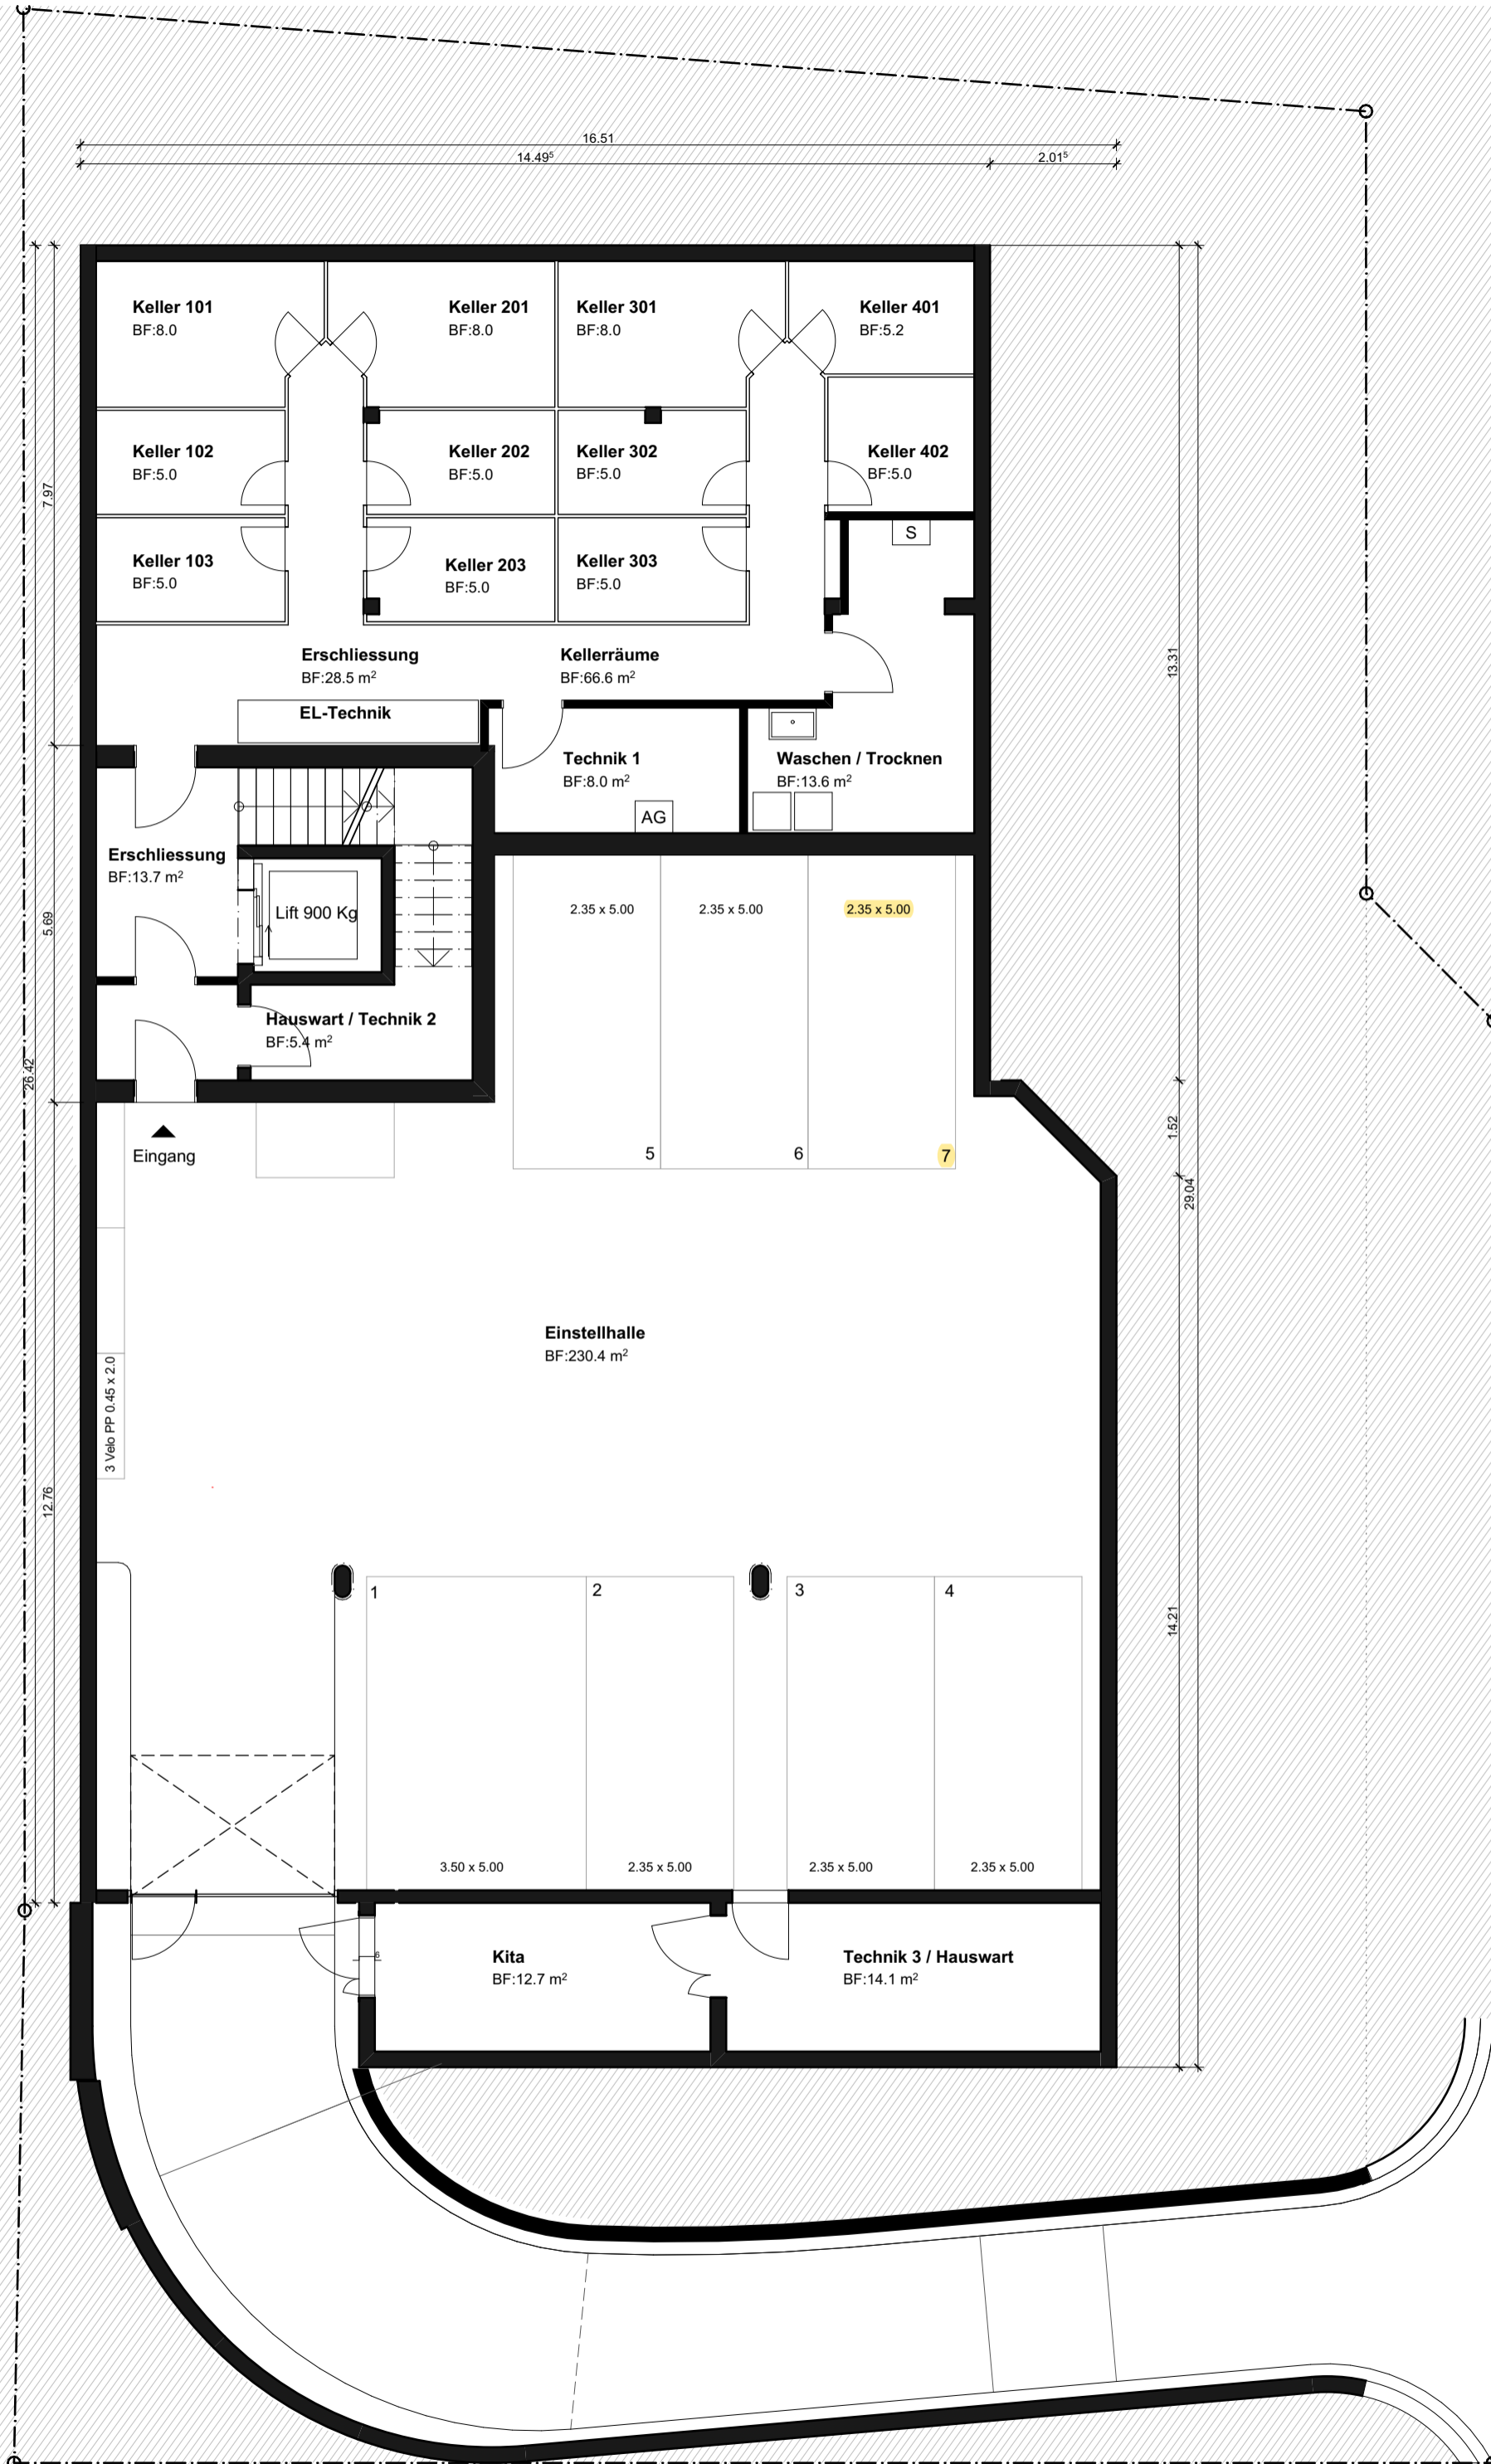 16.51
14.49⁵
2.01⁵
Keller 101
BF:8.0
Keller 201
BF:8.0
Keller 301
BF:8.0
Keller 401
BF:5.2
Keller 102
BF:5.0
Keller 202
BF:5.0
Keller 302
BF:5.0
Keller 402
BF:5.0
7.97
S
Keller 103
BF:5.0
Keller 203
BF:5.0
Keller 303
BF:5.0
Erschliessung
BF:28.5 m²
Kellerräume
BF:66.6 m²
13.31
EL-Technik
Technik 1
BF:8.0 m²
AG
Waschen / Trocknen
BF:13.6 m²
Erschliessung
BF:13.7 m²
Lift 900 Kg
5.69
2.35 x 5.00
2.35 x 5.00
2.35 x 5.00
Hauswart / Technik 2
BF:5.4 m²
26.42
1.52
29.04
Eingang
5
6
7
Einstellhalle
BF:230.4 m²
3 Velo PP 0.45 x 2.0
12.76
14.21
1
2
3
4
3.50 x 5.00
2.35 x 5.00
2.35 x 5.00
2.35 x 5.00
6
Kita
BF:12.7 m²
Technik 3 / Hauswart
BF:14.1 m²